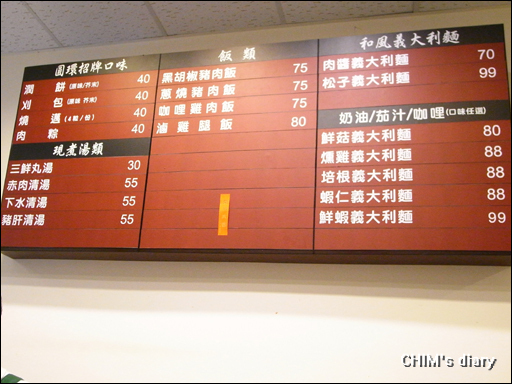 圓環招牌口味
潤餅(原味/芥末) 40
刈包(原味 芥末) 40
燒遇(4粒/份) 40
肉粽 40
現煮湯類
三鮮丸湯 30
赤肉清湯 55
下水清湯 55
豬肝清湯 55
飯類
黑胡椒豬肉飯 75
蔥燒豬肉飯 75
咖哩雞肉飯 75
滷雞腿飯 80
和風義大利麵
肉醬義大利麵 70
松子義大利麵 99
奶油/茄汁/咖哩(口味任選)
鮮菇義大利麵 80
燻雞義大利麵 88
培根義大利麵 88
蝦仁義大利麵 88
鮮蝦義大利麵 99
CHIM's diary